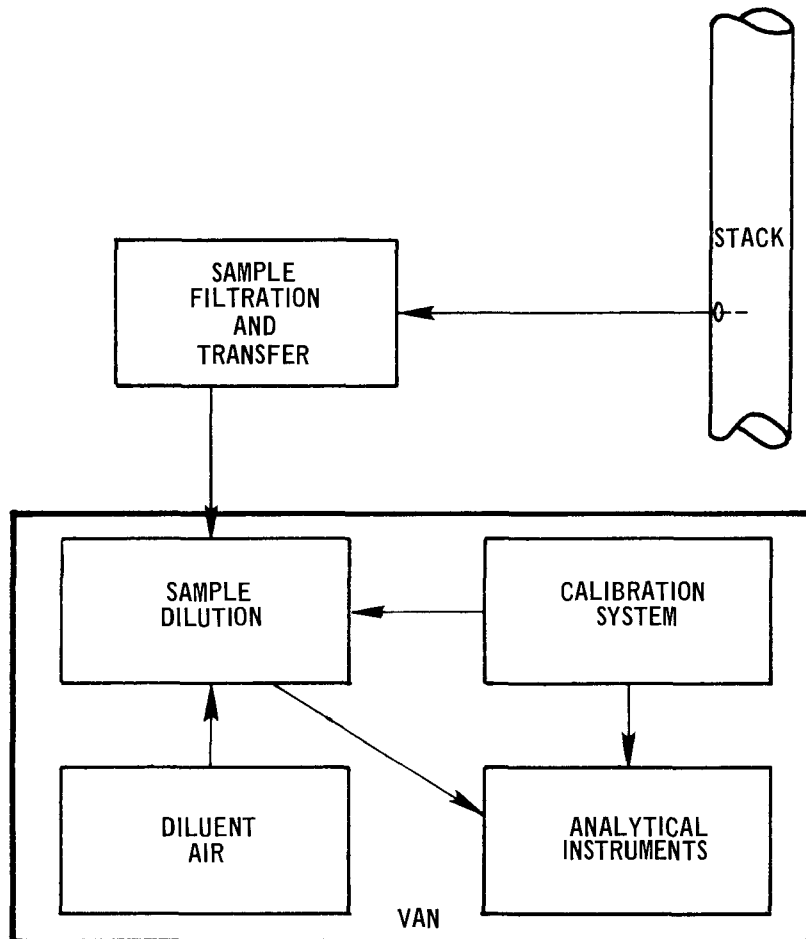 STACK
SAMPLE
FILTRATION
AND
TRANSFER
SAMPLE
DILUTION
CALIBRATION
SYSTEM
DILUENT
AIR
ANALYTICAL
INSTRUMENTS
VAN